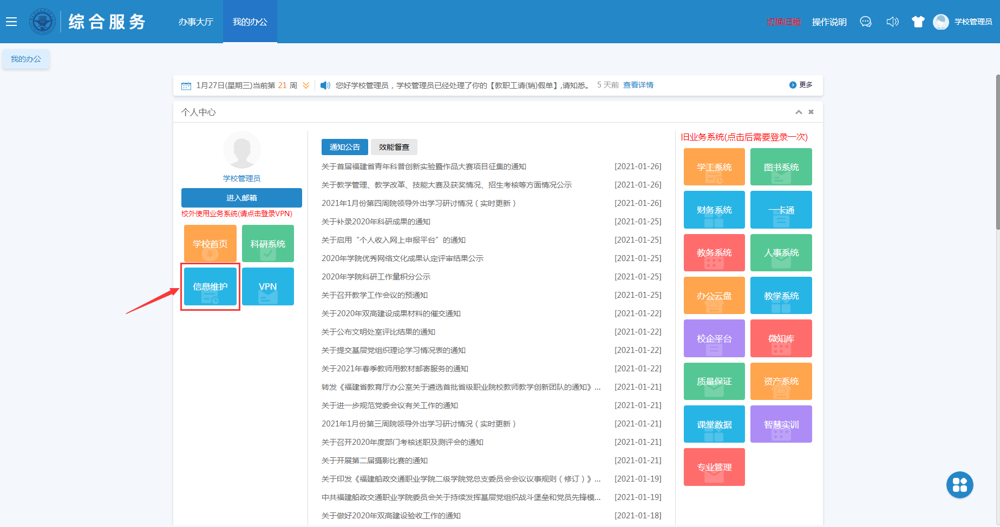 综合服务
办事大厅
我的办公
切换旧版
操作说明
学校管理员
我的办公
1月27日(星期三)当前第 21 周
您好学校管理员，学校管理员已经处理了你的【教职工请(销)假单】,请知悉。 5 天前 查看详情
更多
个人中心
学校管理员
进入邮箱
校外使用业务系统(请点击登录VPN)
学校首页
科研系统
信息维护
VPN
通知公告
效能督查
关于首届福建省青年科普创新实验暨作品大赛项目征集的通知 [2021-01-26]
关于教学管理、教学改革、技能大赛及获奖情况、招生考核等方面情况公示 [2021-01-26]
2021年1月份第四周院领导外出学习研讨情况（实时更新） [2021-01-26]
关于补录2020年科研成果的通知 [2021-01-25]
关于启用“个人收入网上申报平台”的通知 [2021-01-25]
2020年学院优秀网络文化成果认定评审结果公示 [2021-01-25]
2020年学院科研工作量积分公示 [2021-01-25]
关于召开教学工作会议的预通知 [2021-01-25]
关于2020年双高建设成果材料的催交通知 [2021-01-22]
关于公布文明处室评比结果的通知 [2021-01-22]
关于提交基层党组织理论学习情况表的通知 [2021-01-22]
关于2021年春季教师用教材邮寄服务的通知 [2021-01-22]
转发《福建省教育厅办公室关于遴选首批省级职业院校教师教学创新团队的通知》... [2021-01-21]
关于进一步规范党委会议有关工作的通知 [2021-01-21]
2021年1月份第三周院领导外出学习研讨情况（实时更新） [2021-01-21]
关于召开2020年度部门考核述职及测评会的通知 [2021-01-21]
关于开展第二届摄影比赛的通知 [2021-01-21]
关于印发《福建船政交通职业学院二级学院党总支委员会会议议事规则（修订）》... [2021-01-19]
中共福建船政交通职业学院委员会关于持续发挥基层党组织战斗堡垒和党员先锋模... [2021-01-19]
关于做好2020年双高建设验收工作的通知 [2021-01-18]
旧业务系统(点击后需要登录一次)
学工系统
图书系统
财务系统
一卡通
教务系统
人事系统
办公云盘
教学系统
校企平台
微知库
质量保证
资产系统
课堂数据
智慧实训
专业管理